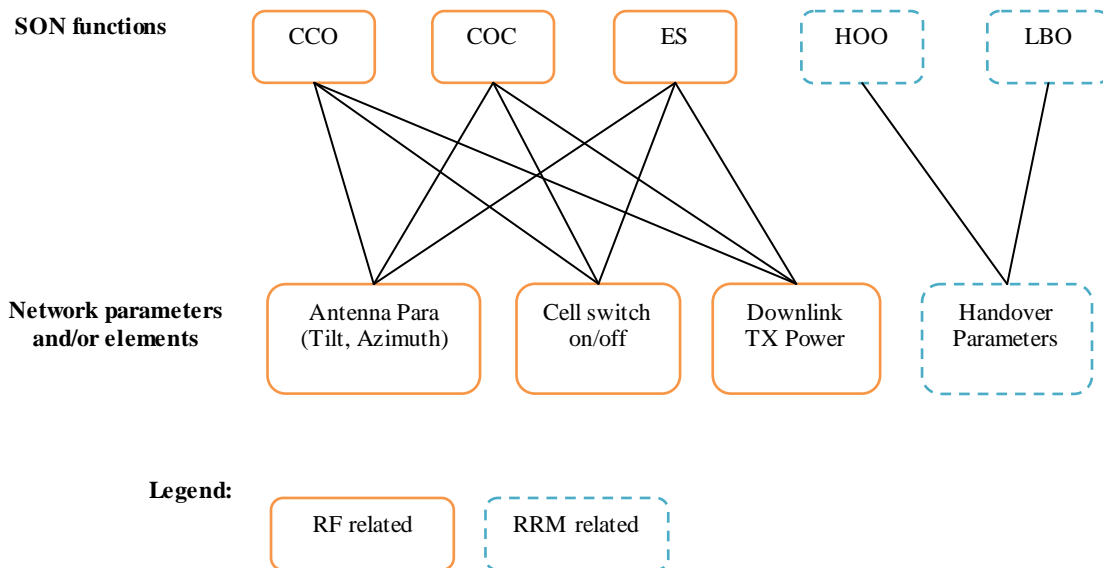 SON functions
CCO
COC
ES
HOO
LBO
Network parameters
and/or elements
Antenna Para
(Tilt, Azimuth)
Cell switch
on/off
Downlink
TX Power
Handover
Parameters
Legend:
RF related
RRM related